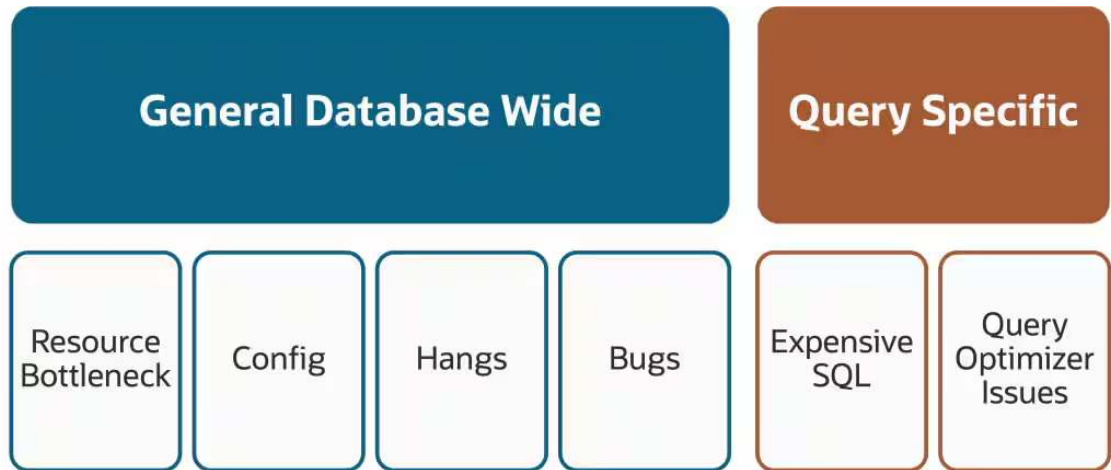 General Database Wide
Query Specific
Resource
Bottleneck
Config
Hangs
Bugs
Expensive
SQL
Query
Optimizer
Issues